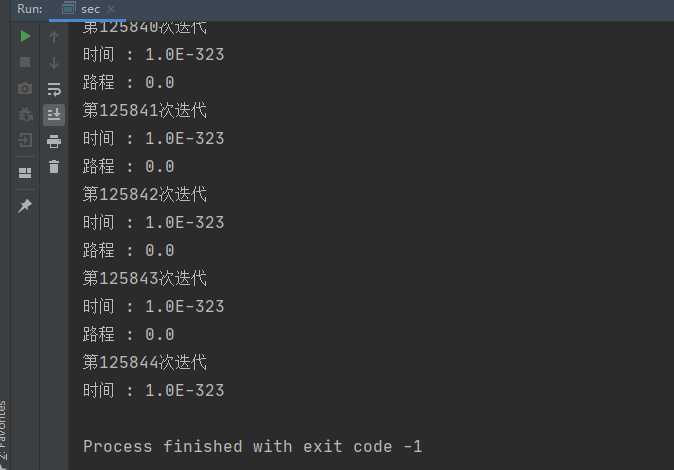 Run: sec
第125840次迭代
时间 : 1.0E-323
路程 : 0.0
第125841次迭代
时间 : 1.0E-323
路程 : 0.0
第125842次迭代
时间 : 1.0E-323
路程 : 0.0
第125843次迭代
时间 : 1.0E-323
路程 : 0.0
第125844次迭代
时间 : 1.0E-323
Process finished with exit code -1
2: Favorites